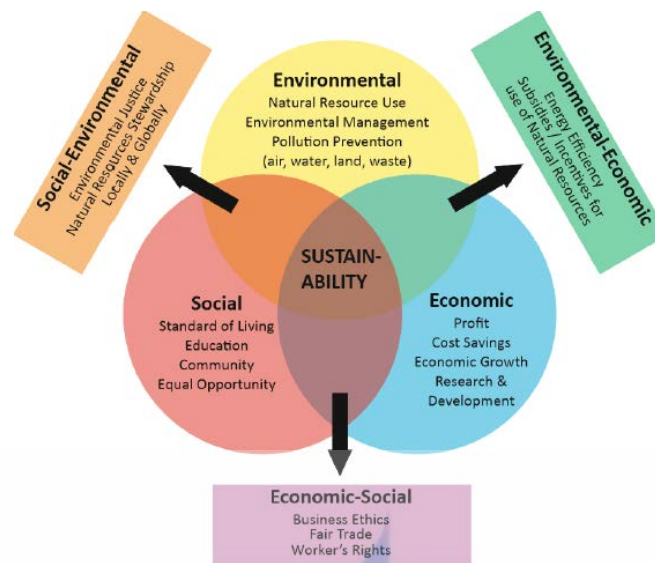 Social-Environmental
Environmental Justice
Natural Resources Stewardship
Locally & Globally
Environmental
Natural Resource Use
Environmental Management
Pollution Prevention
(air, water, land, waste)
Environmental-Economic
Energy Efficiency
Subsidies / Incentives for
use of Natural Resources
SUSTAIN-
ABILITY
Social
Standard of Living
Education
Community
Equal Opportunity
Economic
Profit
Cost Savings
Economic Growth
Research &
Development
Economic-Social
Business Ethics
Fair Trade
Worker's Rights